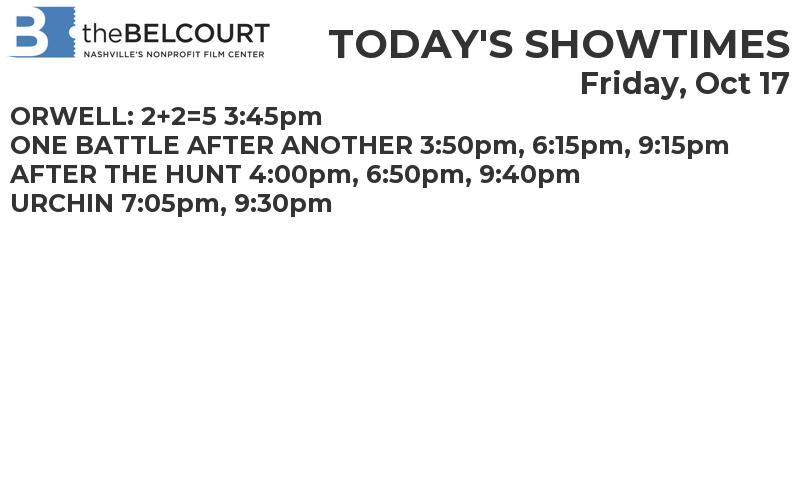 B theBELCOURT
NASHVILLE'S NONPROFIT FILM CENTER
TODAY'S SHOWTIMES
Friday, Oct 17
ORWELL: 2+2=5 3:45pm
ONE BATTLE AFTER ANOTHER 3:50pm, 6:15pm, 9:15pm
AFTER THE HUNT 4:00pm, 6:50pm, 9:40pm
URCHIN 7:05pm, 9:30pm